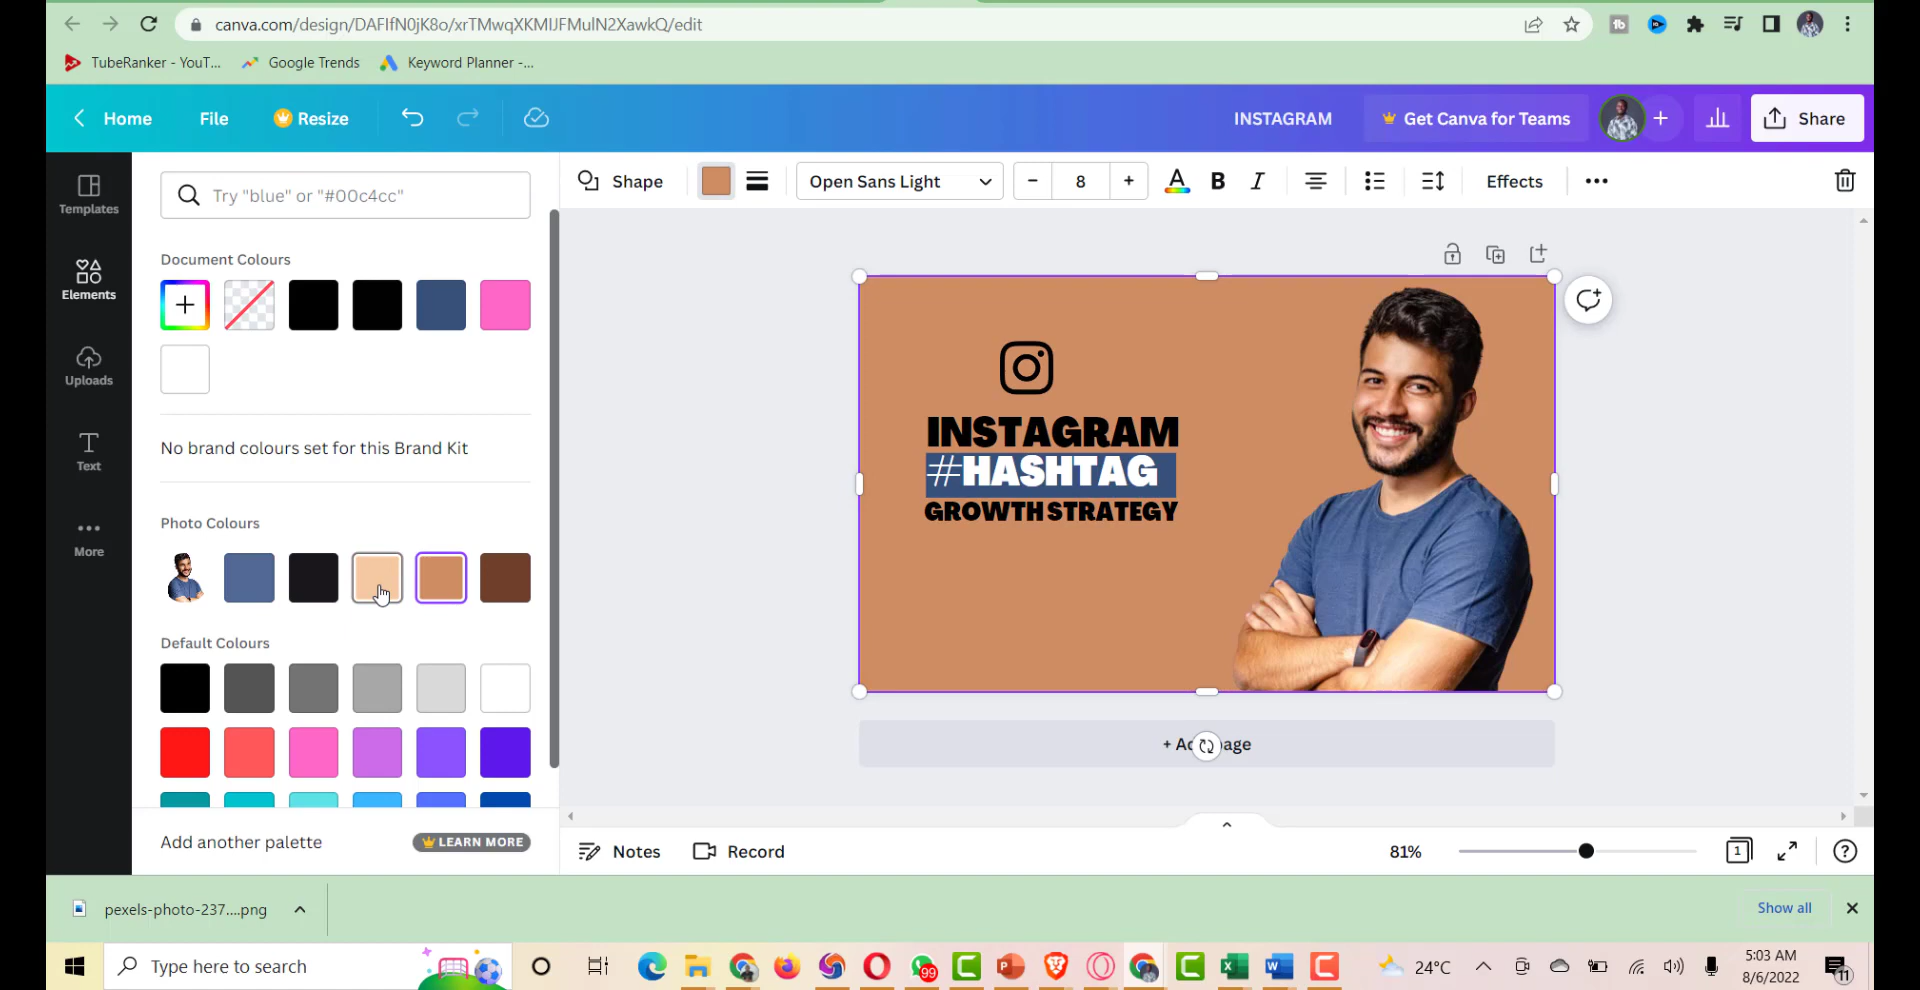 canva.com/design/DAFIfN0jK8o/xrTMwqXKMIJFMulN2XawkQ/edit
TubeRanker - YouT...
Google Trends
Keyword Planner -...
Home
File
Resize
INSTAGRAM
Get Canva for Teams
Share
Templates
Elements
Uploads
Text
More
Try "blue" or "#00c4cc"
Document Colours
No brand colours set for this Brand Kit
Photo Colours
Default Colours
Add another palette
LEARN MORE
Shape
Open Sans Light
8
A
B
I
Effects
INSTAGRAM
#HASHTAG
GROWTH STRATEGY
Notes
Record
81%
1
pexels-photo-237....png
Show all
Type here to search
99
24°C
5:03 AM
8/6/2022
11